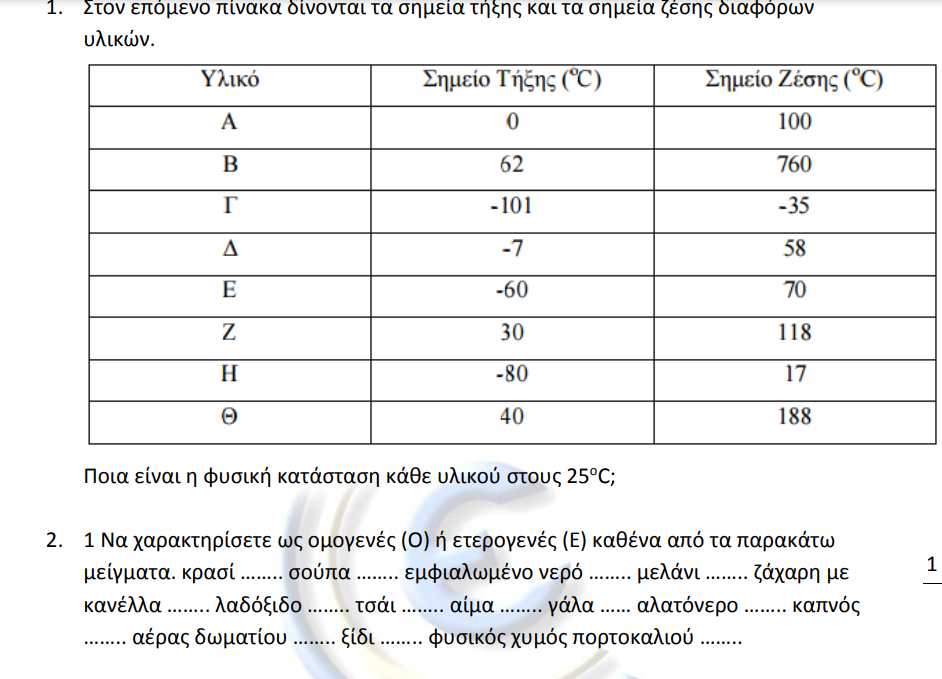 1. Στον επόμενο πίνακα δίνονται τα σημεία τήξης και τα σημεία ζέσης διαφόρων
υλικών.
Υλικό Σημείο Τήξης (⁰C) Σημείο Ζέσης (⁰C)
Α 0 100
Β 62 760
Γ -101 -35
Δ -7 58
Ε -60 70
Ζ 30 118
Η -80 17
Θ 40 188
Ποια είναι η φυσική κατάσταση κάθε υλικού στους 25⁰C;
2. 1 Να χαρακτηρίσετε ως ομογενές (Ο) ή ετερογενές (Ε) καθένα από τα παρακάτω
μείγματα. κρασί ........ σούπα ........ εμφιαλωμένο νερό ........ μελάνι ........ ζάχαρη με
1
κανέλλα ........ λαδόξιδο ........ τσάι ........ αίμα ........ γάλα ...... αλατόνερο ........ καπνός
........ αέρας δωματίου ........ ξίδι ........ φυσικός χυμός πορτοκαλιού ........